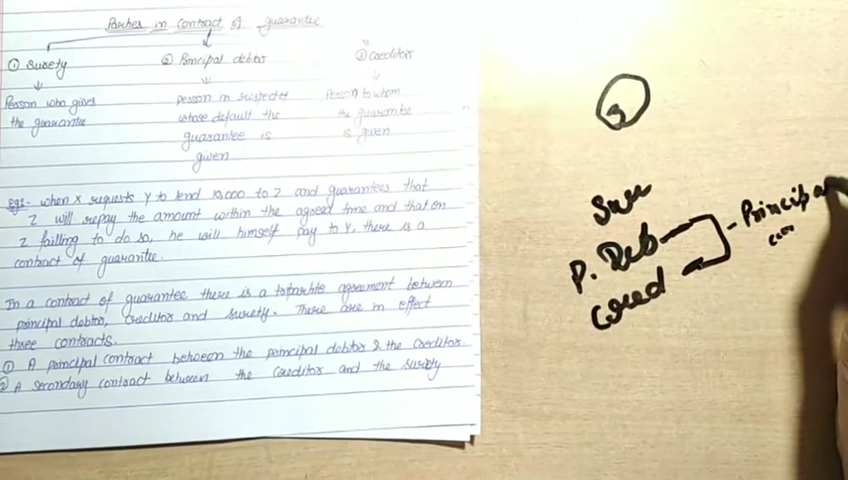 Parties in contract of guarantee
① Surety
② Principal debtor
③ Creditor
Person who gives
the guarantee
person in respect of
whose default the
guarantee is
given
Person to whom
the guarantee
is given
Eg:- when X requests Y to lend 10,000 to Z and guarantees that
Z will repay the amount within the agreed time and that on
Z failling to do so, he will himself pay to Y, there is a
contract of guarantee.
In a contract of guarantee there is a tripartite agreement between
principal debtor, creditor and surety. There are in effect
three contracts.
① A principal contract between the principal debtor & the creditor.
② A secondary contract between the creditor and the surety
3
P. Deb
Cred
Principa